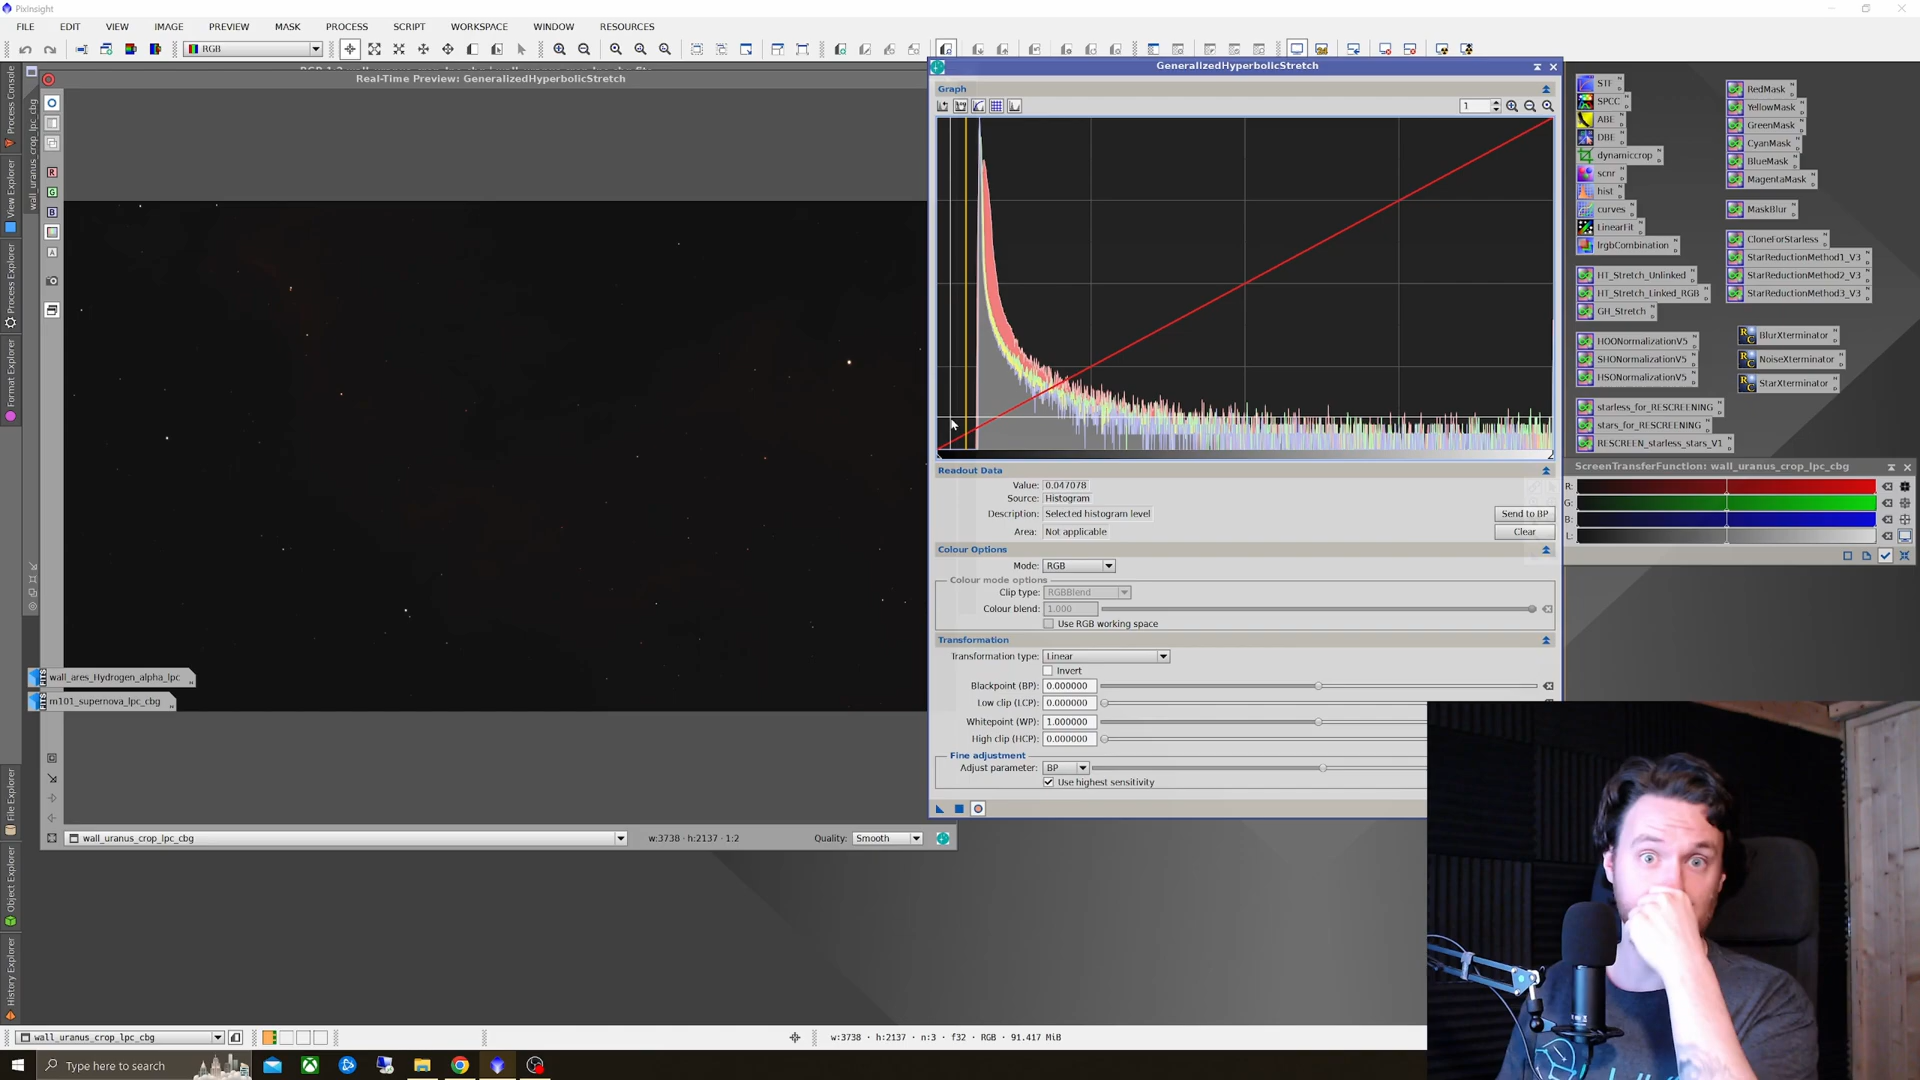 PixInsight
FILE EDIT VIEW IMAGE PREVIEW MASK PROCESS SCRIPT WORKSPACE WINDOW RESOURCES
RGB
Real-Time Preview: GeneralizedHyperbolicStretch
GeneralizedHyperbolicStretch
Graph
1
Process Console
View Explorer
Process Explorer
Format Explorer
File Explorer
Object Explorer
History Explorer
wall_uranus_crop_lpc_cbg
R
G
B
A
wall_ares_Hydrogen_alpha_lpc
m101_supernova_lpc_cbg
wall_uranus_crop_lpc_cbg
w:3738 · h:2137 · 1:2
Quality: Smooth
Readout Data
Value: 0.047078
Source: Histogram
Description: Selected histogram level
Send to BP
Area: Not applicable
Clear
Colour Options
Mode: RGB
Colour mode options
Clip type: RGBBlend
Colour blend: 1.000
Use RGB working space
Transformation
Transformation type: Linear
Invert
Blackpoint (BP) 0.000000
Low clip (LCP) 0.000000
Whitepoint (WP) 1.000000
High clip (HCP) 0.000000
Fine adjustment
Adjust parameter: BP
Use highest sensitivity
STF
SPCC
ABE
DBE
dynamiccrop
scnr
hist
curves
LinearFit
lrgbCombination
HT_Stretch_Unlinked
HT_Stretch_Linked_RGB
GH_Stretch
HOONormalizationV5
SHONormalizationV5
HSONormalizationV5
starless_for_RESCREENING
stars_for_RESCREENING
RESCREEN_starless_stars_V1
RedMask
YellowMask
GreenMask
CyanMask
BlueMask
MagentaMask
MaskBlur
CloneForStarless
StarReductionMethod1_V3
StarReductionMethod2_V3
StarReductionMethod3_V3
BlurXterminator
NoiseXterminator
StarXterminator
ScreenTransferFunction: wall_uranus_crop_lpc_cbg
R:
G:
B:
L:
wall_uranus_crop_lpc_cbg
w:3738 · h:2137 · n:3 · f32 · RGB · 91.417 MiB
Type here to search